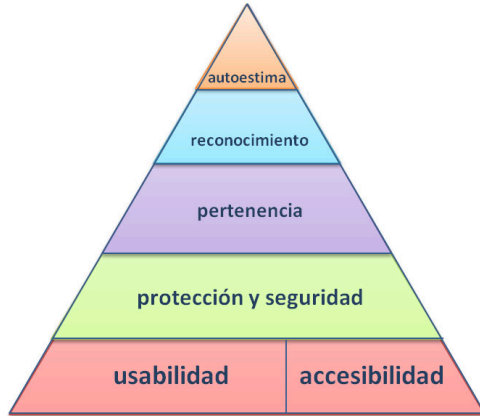 autoestima
reconocimiento
pertenencia
protección y seguridad
usabilidad
accesibilidad